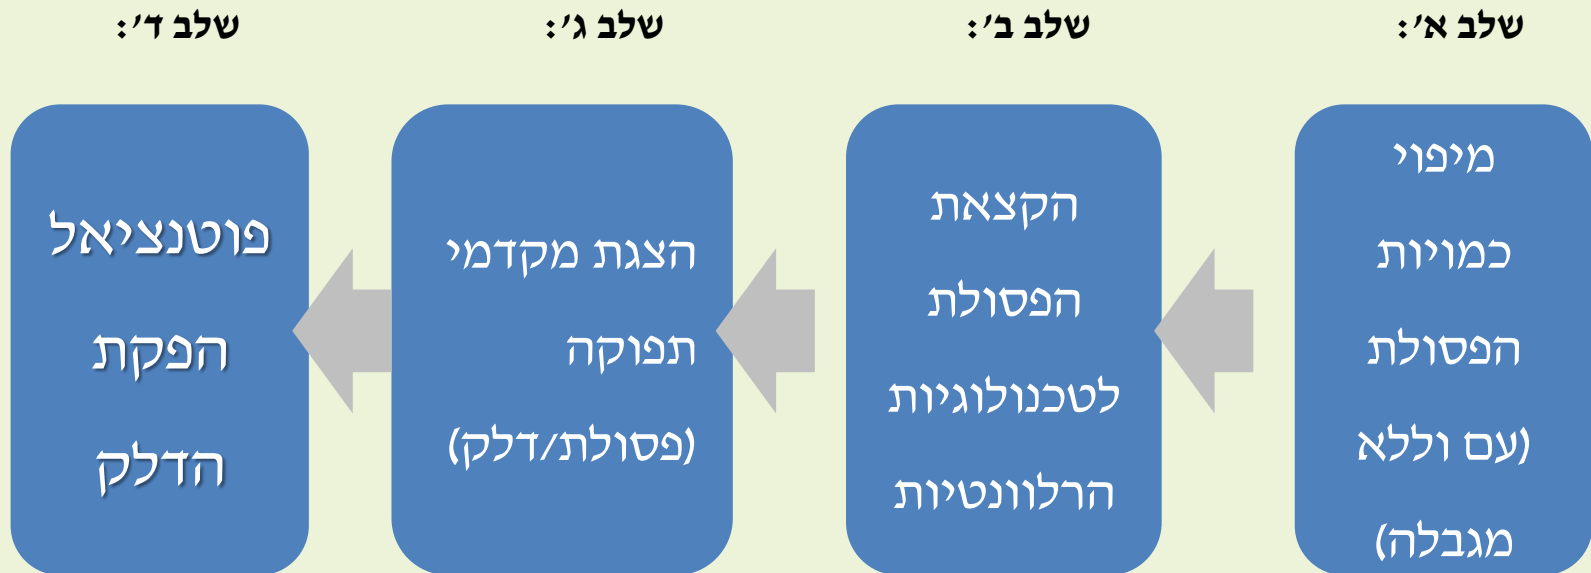 שלב א':
מיפוי
כמויות
הפסולת
(עם וללא
מגבלה)
שלב ב':
הקצאת
הפסולת
לטכנולוגיות
הרלוונטיות
שלב ג':
הצגת מקדמי
תפוקה
(פסולת/דלק)
שלב ד':
פוטנציאל
הפקת
הדלק